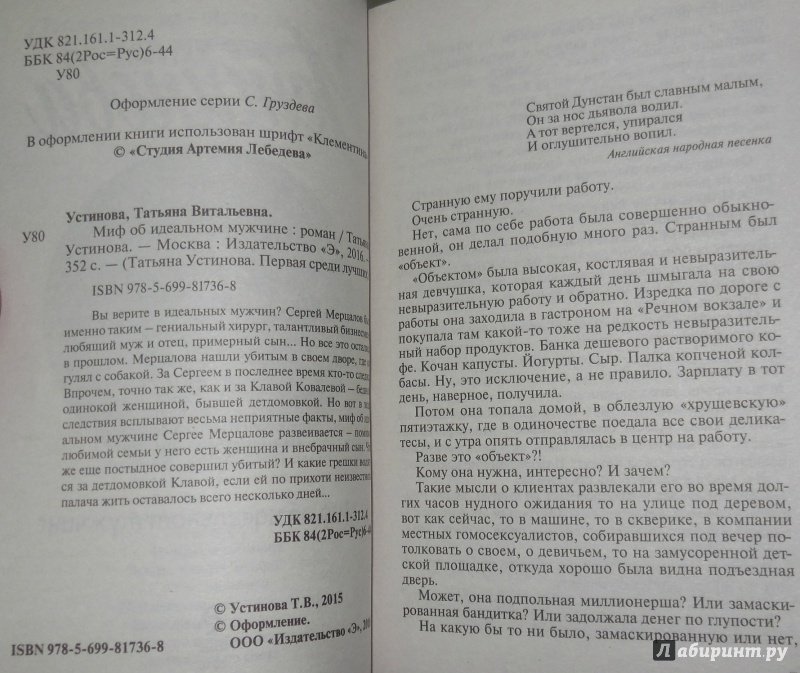 УДК 821.161.1-312.4
ББК 84(2Рос=Рус)6-44
У80
Оформление серии С. Груздева
В оформлении книги использован шрифт «Клементина»
© «Студия Артемия Лебедева»
Устинова, Татьяна Витальевна.
У80 Миф об идеальном мужчине : роман / Татьяна
Устинова. — Москва : Издательство «Э», 2016. —
352 с. — (Татьяна Устинова. Первая среди лучших
ISBN 978-5-699-81736-8
Вы верите в идеальных мужчин? Сергей Мерцалов
именно таким – гениальный хирург, талантливый
любящий муж и отец, примерный сын... Но все это
в прошлом. Мерцалова нашли убитым в своем дворе, где
гулял с собакой. За Сергеем в последнее время кто-то
Впрочем, точно так же, как и за Клавой Ковалевой –
одинокой женщиной, бывшей детдомовкой. Но вот в
следствия всплывают весьма неприятные факты, миф об
альном мужчине Сергее Мерцалове развеивается –
любимой семьи у него есть женщина и внебрачный сын.
же еще постыдное совершил убитый? И какие грешки
ся за детдомовкой Клавой, если ей по прихоти
палача жить оставалось всего несколько дней...
УДК 821.161.1-312.4
ББК 84(2Рос=Рус)6-44
© Устинова Т.В., 2015
© Оформление.
ООО «Издательство «Э»,
ISBN 978-5-699-81736-8
Святой Дунстан был славным малым,
Он за нос дьявола водил.
А тот вертелся, упирался
И оглушительно вопил.
Английская народная песенка
Странную ему поручили работу.
Очень странную.
Нет, сама по себе работа была совершенно обыкно-
венной, он делал подобную много раз. Странным был
«объект».
«Объектом» была высокая, костлявая и невыразитель-
ная девчушка, которая каждый день шмыгала на свою
невыразительную работу и обратно. Изредка по дороге с
работы она заходила в гастроном на «Речном вокзале» и
покупала там какой-то тоже на редкость невыразитель-
ный набор продуктов. Банка дешевого растворимого ко-
фе. Кочан капусты. Йогурты. Сыр. Палка копченой кол-
басы. Ну, это исключение, а не правило. Зарплату в тот
день, наверное, получила.
Потом она топала домой, в облезлую «хрущевскую»
пятиэтажку, где в одиночестве поедала все свои делика-
тесы, и с утра опять отправлялась в центр на работу.
Разве это «объект»?!
Кому она нужна, интересно? И зачем?
Такие мысли о клиентах развлекали его во время дол-
гих часов нудного ожидания то на улице под деревом,
вот как сейчас, то в машине, то в скверике, в компании
местных гомосексуалистов, собиравшихся под вечер по-
толковать о своем, о девичьем, то на замусоренной дет-
ской площадке, откуда хорошо была видна подъездная
дверь.
Может, она подпольная миллионерша? Или замаски-
рованная бандитка? Или задолжала денег по глупости?
На какую бы то ни было, замаскированную или нет,
Лабиринт.ру